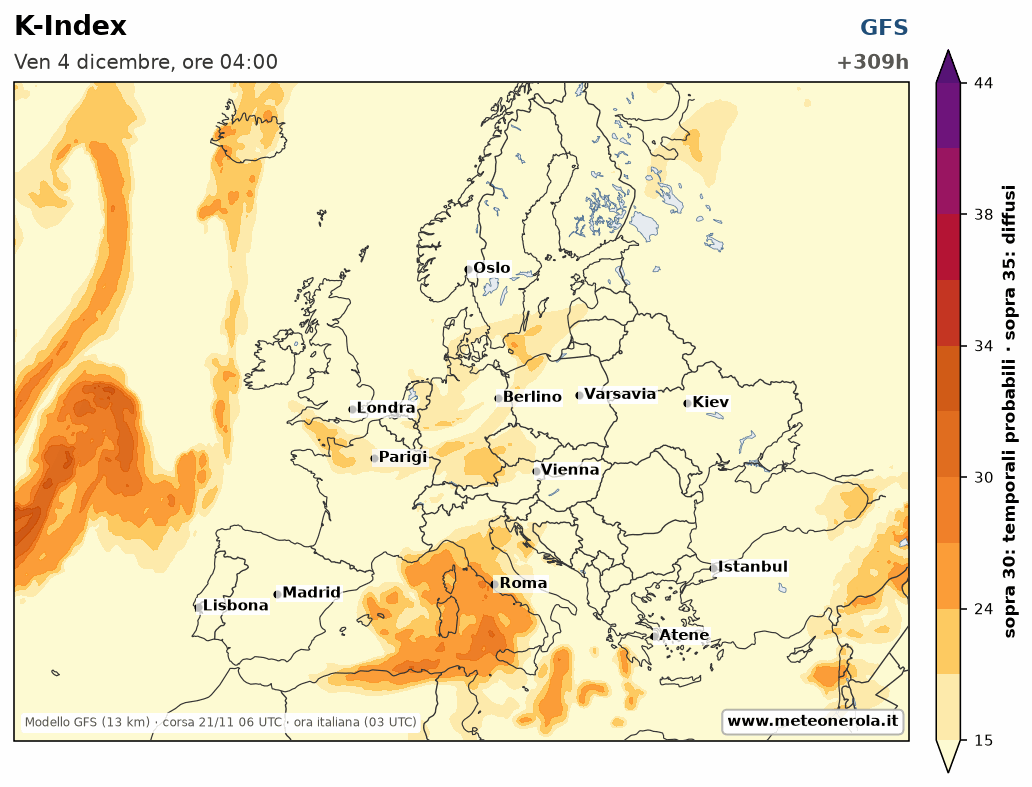 K-Index
GFS
Ven 4 dicembre, ore 04:00
+309h
Oslo
Berlino
Varsavia
Kiev
Londra
Parigi
Vienna
Istanbul
Roma
Madrid
Lisbona
Atene
Modello GFS (13 km) · corsa 21/11 06 UTC · ora italiana (03 UTC)
www.meteonerola.it
44
38
34
30
24
15
sopra 30: temporali probabili · sopra 35: diffusi